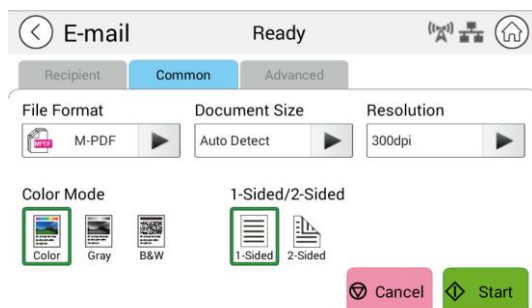 E-mail Ready
Recipient Common Advanced
File Format Document Size Resolution
M-PDF Auto Detect 300dpi
Color Mode 1-Sided/2-Sided
Color Gray B&W 1-Sided 2-Sided
Cancel Start